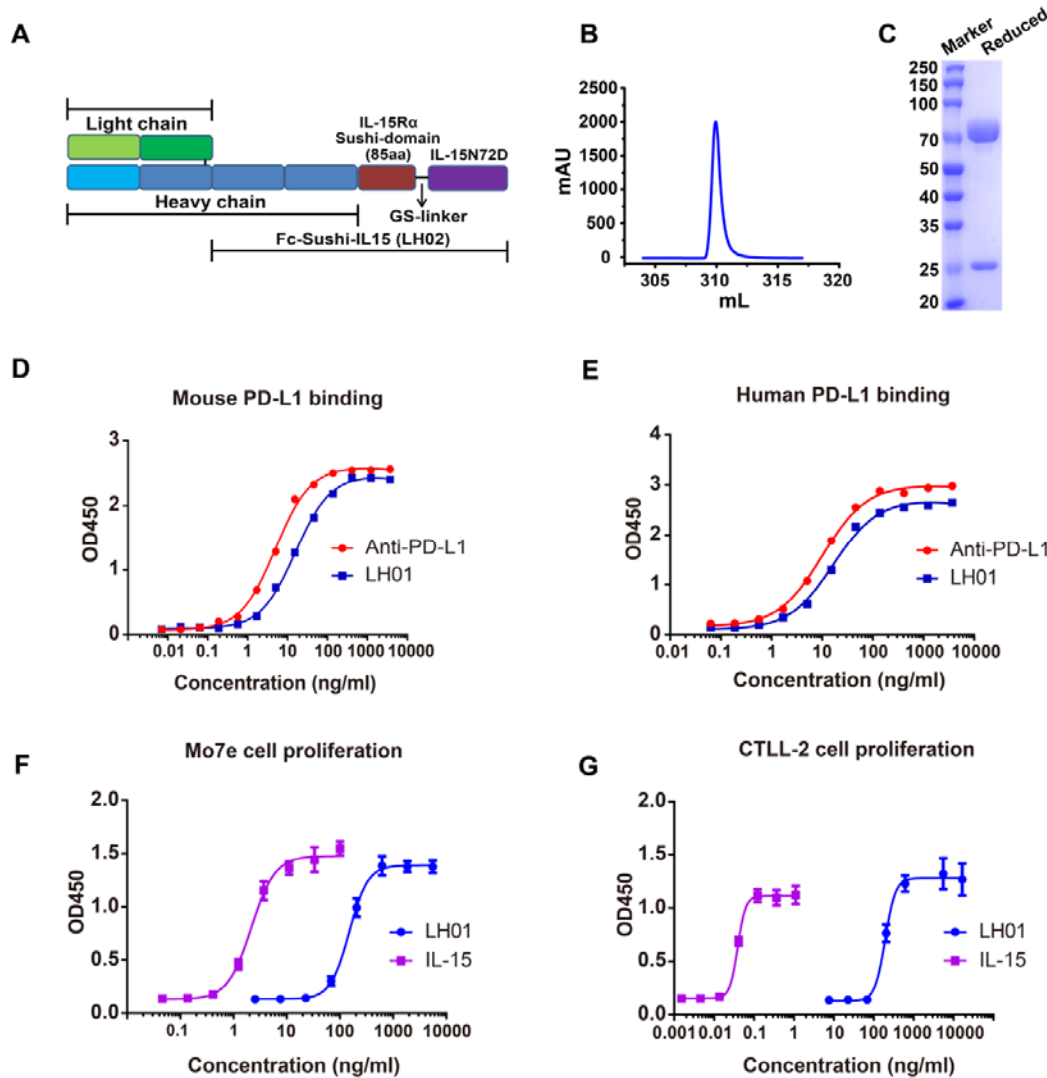 A
Light chain
IL-15Rα
Sushi-domain
(85aa)
IL-15N72D
Heavy chain
GS-linker
Fc-Sushi-IL15 (LH02)
B
mAU
2500
2000
1500
1000
500
0
305
310
315
320
mL
C
Marker
Reduced
250
150
100
70
50
40
35
25
20
D
Mouse PD-L1 binding
OD450
3
2
1
0
Anti-PD-L1
LH01
0.01 0.1 1 10 100 1000 10000
Concentration (ng/ml)
E
Human PD-L1 binding
OD450
4
3
2
1
0
Anti-PD-L1
LH01
0.1 1 10 100 1000 10000
Concentration (ng/ml)
F
Mo7e cell proliferation
OD450
2.0
1.5
1.0
0.5
0.0
LH01
IL-15
0.1 1 10 100 1000 10000
Concentration (ng/ml)
G
CTLL-2 cell proliferation
OD450
2.0
1.5
1.0
0.5
0.0
LH01
IL-15
0.001 0.01 0.1 1 10 100 1000 10000
Concentration (ng/ml)